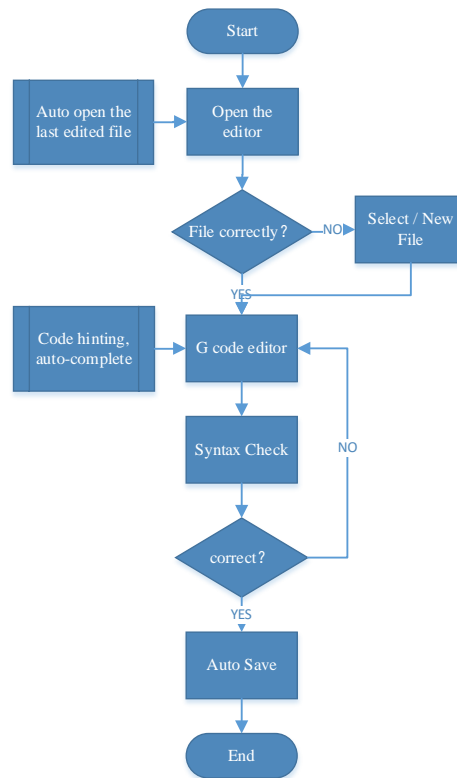 Start
Auto open the
last edited file
Open the
editor
File correctly?
NO
Select / New
File
YES
Code hinting,
auto-complete
G code editor
Syntax Check
NO
correct?
YES
Auto Save
End